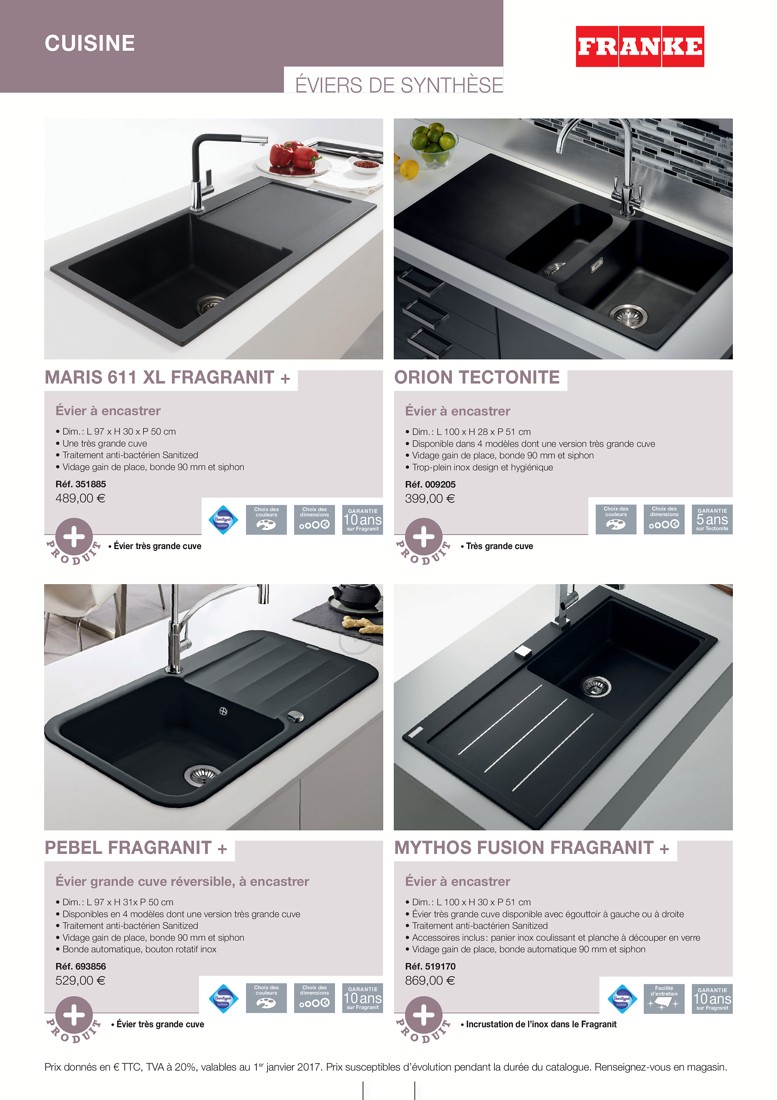 CUISINE
FRANKE
ÉVIERS DE SYNTHÈSE
MARIS 611 XL FRAGRANIT +
Évier à encastrer
• Dim. : L 97 x H 30 x P 50 cm
• Une très grande cuve
• Traitement anti-bactérien Sanitized
• Vidage gain de place, bonde 90 mm et siphon
Réf. 351885
489,00 €
Choix des
couleurs
Choix des
dimensions
GARANTIE
10 ans
sur Fragranit
PRODUIT
• Évier très grande cuve
ORION TECTONITE
Évier à encastrer
• Dim. : L 100 x H 28 x P 51 cm
• Disponible dans 4 modèles dont une version très grande cuve
• Vidage gain de place, bonde 90 mm et siphon
• Trop-plein inox design et hygiénique
Réf. 009205
399,00 €
Choix des
couleurs
Choix des
dimensions
GARANTIE
5 ans
sur Tectonite
PRODUIT
• Très grande cuve
PEBEL FRAGRANIT +
Évier grande cuve réversible, à encastrer
• Dim. : L 97 x H 31x P 50 cm
• Disponibles en 4 modèles dont une version très grande cuve
• Traitement anti-bactérien Sanitized
• Vidage gain de place, bonde 90 mm et siphon
• Bonde automatique, bouton rotatif inox
Réf. 693856
529,00 €
Choix des
couleurs
Choix des
dimensions
GARANTIE
10 ans
sur Fragranit
PRODUIT
• Évier très grande cuve
MYTHOS FUSION FRAGRANIT +
Évier à encastrer
• Dim. : L 100 x H 30 x P 51 cm
• Évier très grande cuve disponible avec égouttoir à gauche ou à droite
• Traitement anti-bactérien Sanitized
• Accessoires inclus : panier inox coulissant et planche à découper en verre
• Vidage gain de place, bonde automatique 90 mm et siphon
Réf. 519170
869,00 €
Facilité
d'entretien
GARANTIE
10 ans
sur Fragranit
PRODUIT
• Incrustation de l'inox dans le Fragranit
Prix donnés en € TTC, TVA à 20%, valables au 1er janvier 2017. Prix susceptibles d'évolution pendant la durée du catalogue. Renseignez-vous en magasin.